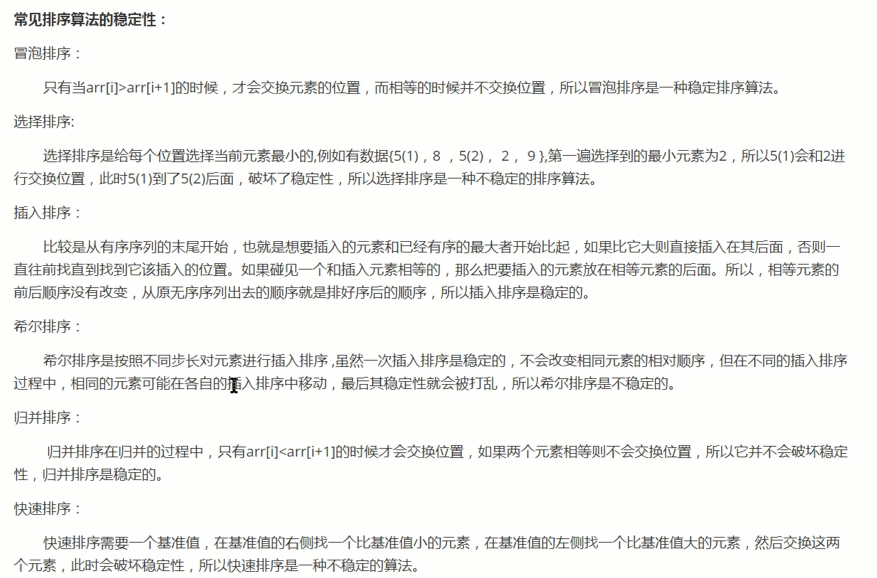 常见排序算法的稳定性：
冒泡排序：
只有当arr[i]>arr[i+1]的时候，才会交换元素的位置，而相等的时候并不交换位置，所以冒泡排序是一种稳定排序算法。
选择排序:
选择排序是给每个位置选择当前元素最小的,例如有数据{5(1)，8 ，5(2)， 2， 9 },第一遍选择到的最小元素为2，所以5(1)会和2进
行交换位置，此时5(1)到了5(2)后面，破坏了稳定性，所以选择排序是一种不稳定的排序算法。
插入排序：
比较是从有序序列的末尾开始，也就是想要插入的元素和已经有序的最大者开始比起，如果比它大则直接插入在其后面，否则一
直往前找直到找到它该插入的位置。如果碰见一个和插入元素相等的，那么把要插入的元素放在相等元素的后面。所以，相等元素的
前后顺序没有改变，从原无序序列出去的顺序就是排好序后的顺序，所以插入排序是稳定的。
希尔排序：
希尔排序是按照不同步长对元素进行插入排序 ,虽然一次插入排序是稳定的，不会改变相同元素的相对顺序，但在不同的插入排序
过程中，相同的元素可能在各自的插入排序中移动，最后其稳定性就会被打乱，所以希尔排序是不稳定的。
归并排序：
归并排序在归并的过程中，只有arr[i]<arr[i+1]的时候才会交换位置，如果两个元素相等则不会交换位置，所以它并不会破坏稳定
性，归并排序是稳定的。
快速排序：
快速排序需要一个基准值，在基准值的右侧找一个比基准值小的元素，在基准值的左侧找一个比基准值大的元素，然后交换这两
个元素，此时会破坏稳定性，所以快速排序是一种不稳定的算法。